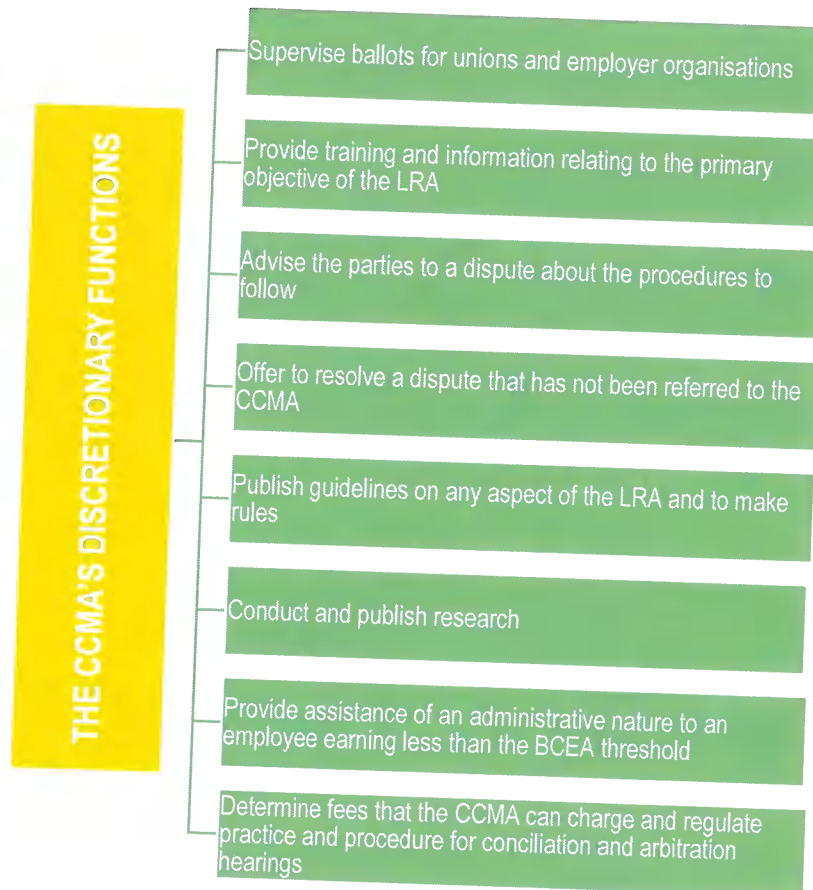 THE CCMA'S DISCRETIONARY FUNCTIONS
Supervise ballots for unions and employer organisations
Provide training and information relating to the primary
objective of the LRA
Advise the parties to a dispute about the procedures to
follow
Offer to resolve a dispute that has not been referred to the
CCMA
Publish guidelines on any aspect of the LRA and to make
rules
Conduct and publish research
Provide assistance of an administrative nature to an
employee earning less than the BCEA threshold
Determine fees that the CCMA can charge and regulate
practice and procedure for conciliation and arbitration
hearings